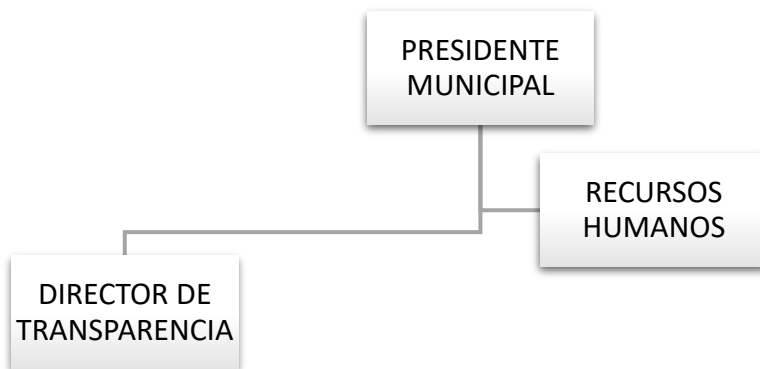 PRESIDENTE
MUNICIPAL
RECURSOS
HUMANOS
DIRECTOR DE
TRANSPARENCIA